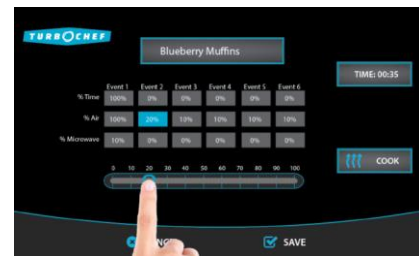 TURBOCHEF
Blueberry Muffins
TIME: 00:35
Event 1 Event 2 Event 3 Event 4 Event 5 Event 6
% Time 100% 0% 0% 0% 0% 0%
% Air 100% 20% 10% 10% 10% 10%
% Microwave 10% 0% 0% 0% 0% 0%
0 10 20 30 40 50 60 70 80 90 100
COOK
SAVE